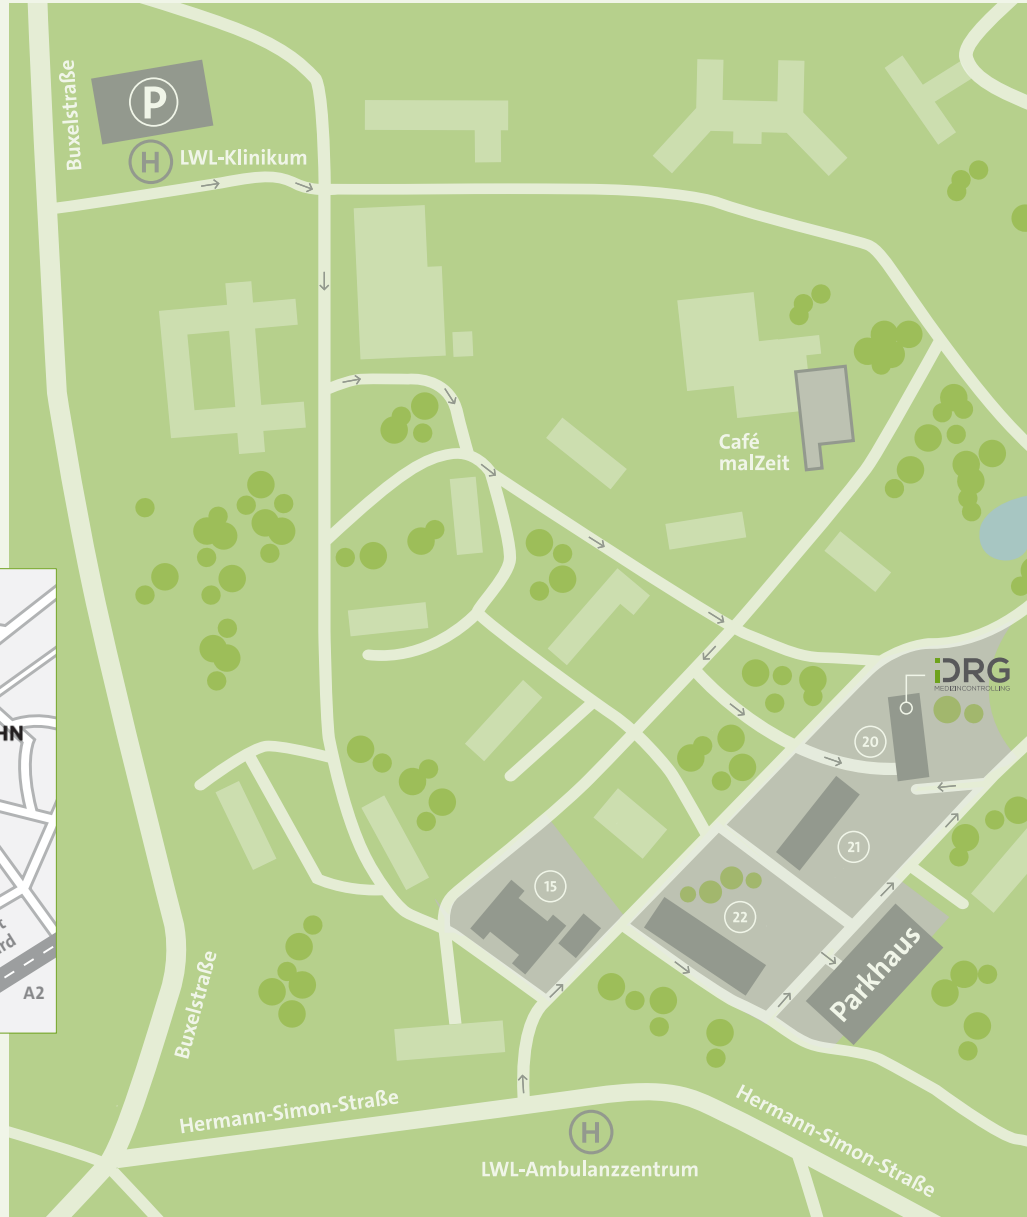 Buxelstraße
P
H
LWL-Klinikum
Café
malZeit
iDRG
MEDIZINCONTROLLING
20
21
15
22
Parkhaus
A2
Buxelstraße
Hermann-Simon-Straße
Hermann-Simon-Straße
H
LWL-Ambulanzzentrum